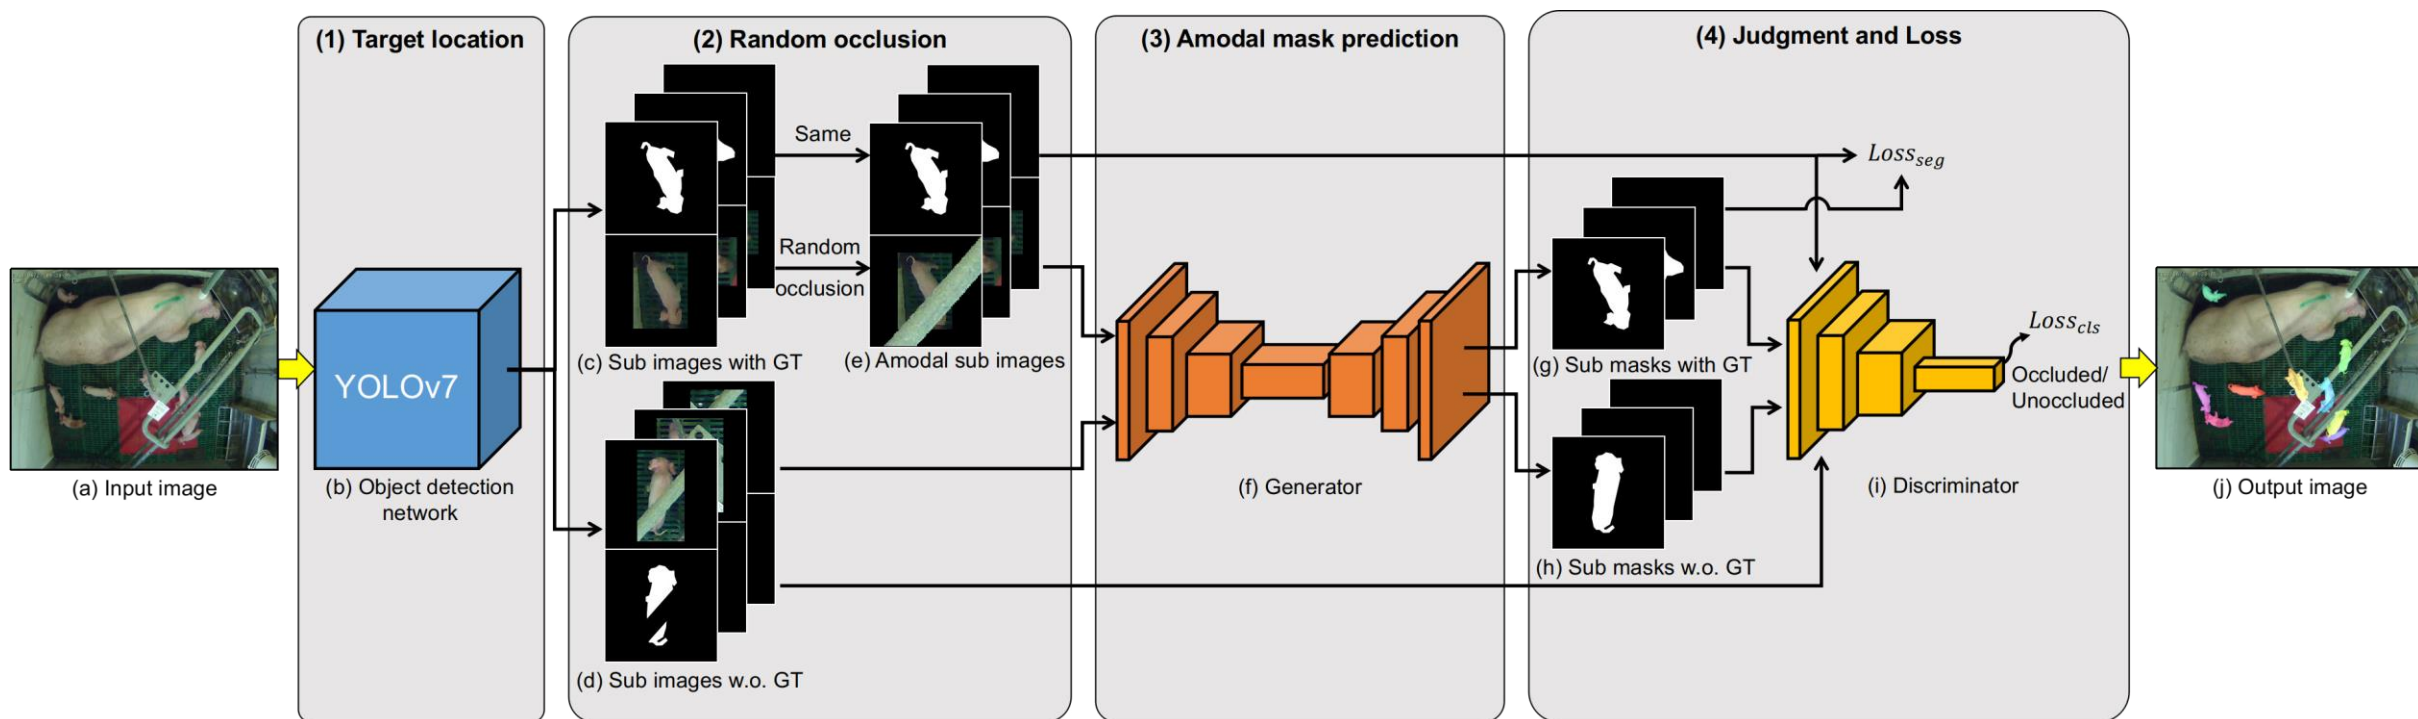 (1) Target location
(2) Random occlusion
(3) Amodal mask prediction
(4) Judgment and Loss
Same
Random
occlusion
YOLOv7
(a) Input image
(b) Object detection
network
(c) Sub images with GT
(e) Amodal sub images
(d) Sub images w.o. GT
(f) Generator
(g) Sub masks with GT
(h) Sub masks w.o. GT
Loss_seg
Loss_cls
Occluded/
Unoccluded
(i) Discriminator
(j) Output image